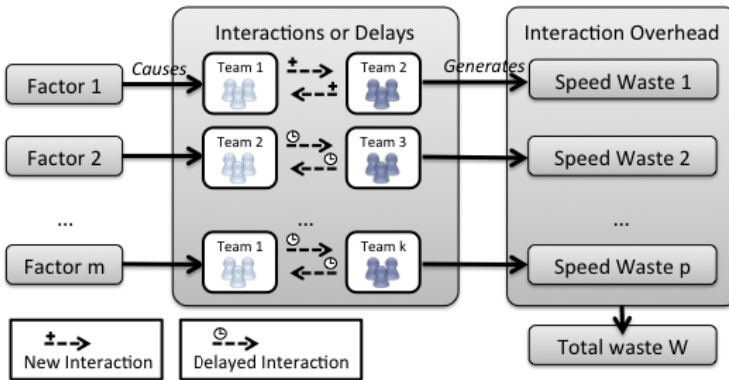 Interactions or Delays
Interaction Overhead
Causes
Generates
Factor 1
Team 1
Team 2
Speed Waste 1
Factor 2
Team 2
Team 3
Speed Waste 2
...
...
...
Factor m
Team 1
Team k
Speed Waste p
New Interaction
Delayed Interaction
Total waste W